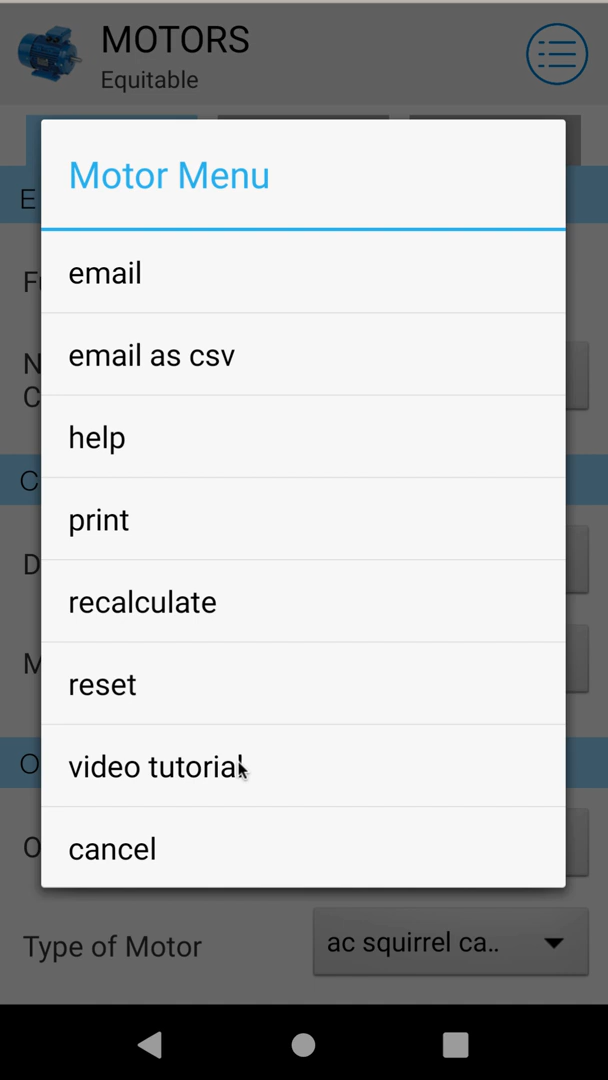 MOTORS
Equitable
Motor Menu
email
email as csv
help
print
recalculate
reset
video tutorial
cancel
Type of Motor
ac squirrel ca..